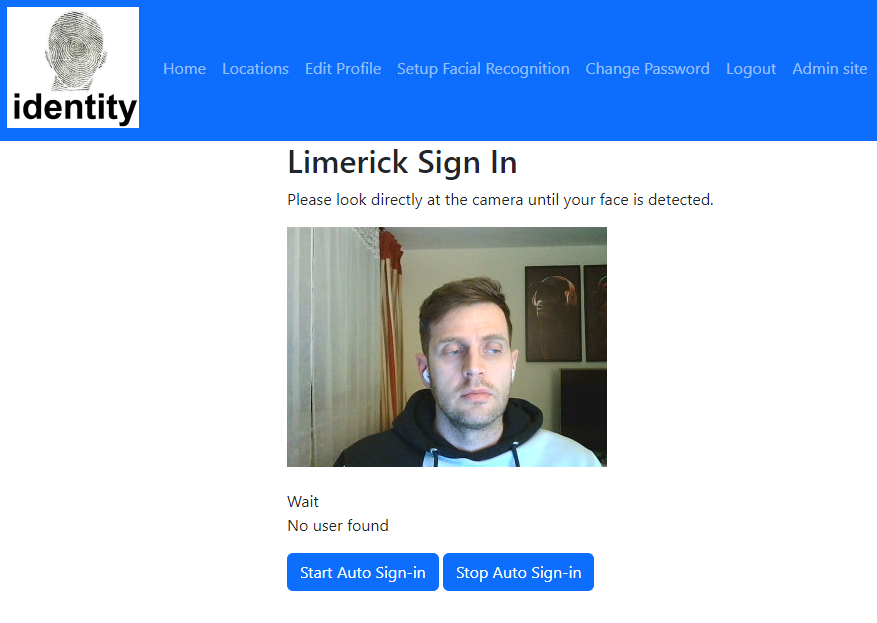 identity
Home Locations Edit Profile Setup Facial Recognition Change Password Logout Admin site
Limerick Sign In
Please look directly at the camera until your face is detected.
Wait
No user found
Start Auto Sign-in Stop Auto Sign-in